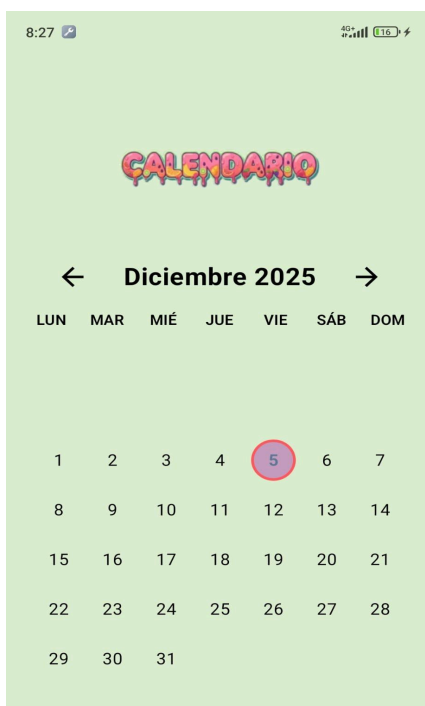 8:27 4G+ 16
CALENDARIO
Diciembre 2025
LUN MAR MIÉ JUE VIE SÁB DOM
1 2 3 4 5 6 7
8 9 10 11 12 13 14
15 16 17 18 19 20 21
22 23 24 25 26 27 28
29 30 31